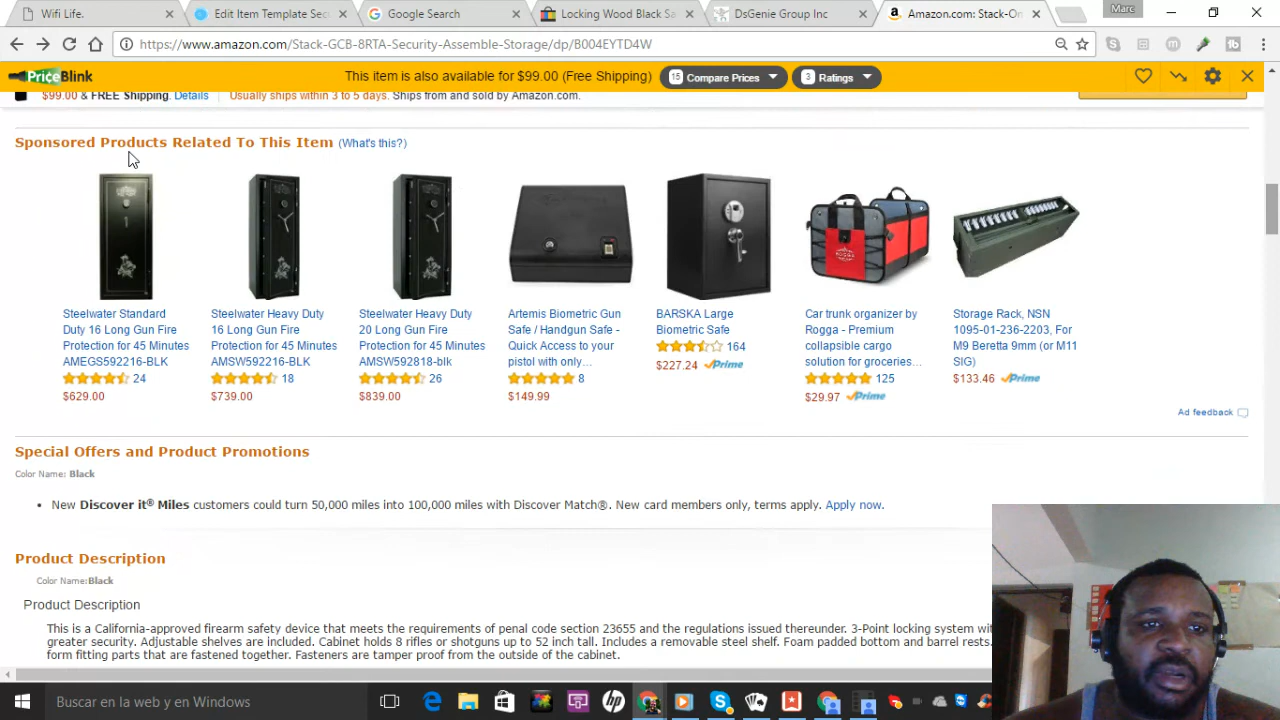 Wifi Life.
Edit Item Template Secu
Google Search
Locking Wood Black Sa
DsGenie Group Inc
Amazon.com: Stack-On
Marc
https://www.amazon.com/Stack-GCB-8RTA-Security-Assemble-Storage/dp/B004EYTD4W
PriceBlink
This item is also available for $99.00 (Free Shipping)
15 Compare Prices
3 Ratings
$99.00 & FREE Shipping. Details
Usually ships within 3 to 5 days. Ships from and sold by Amazon.com.
Sponsored Products Related To This Item (What's this?)
Steelwater Standard
Duty 16 Long Gun Fire
Protection for 45 Minutes
AMEGS592216-BLK
24
$629.00
Steelwater Heavy Duty
16 Long Gun Fire
Protection for 45 Minutes
AMSW592216-BLK
18
$739.00
Steelwater Heavy Duty
20 Long Gun Fire
Protection for 45 Minutes
AMSW592818-blk
26
$839.00
Artemis Biometric Gun
Safe / Handgun Safe -
Quick Access to your
pistol with only...
8
$149.99
BARSKA Large
Biometric Safe
164
$227.24 Prime
ROGGA
Car trunk organizer by
Rogga - Premium
collapsible cargo
solution for groceries...
125
$29.97 Prime
Storage Rack, NSN
1095-01-236-2203, For
M9 Beretta 9mm (or M11
SIG)
$133.46 Prime
Ad feedback
Special Offers and Product Promotions
Color Name: Black
New Discover it® Miles customers could turn 50,000 miles into 100,000 miles with Discover Match®. New card members only, terms apply. Apply now.
Product Description
Color Name:Black
Product Description
This is a California-approved firearm safety device that meets the requirements of penal code section 23655 and the regulations issued thereunder. 3-Point locking system wit
greater security. Adjustable shelves are included. Cabinet holds 8 rifles or shotguns up to 52 inch tall. Includes a removable steel shelf. Foam padded bottom and barrel rests.
form fitting parts that are fastened together. Fasteners are tamper proof from the outside of the cabinet.
Buscar en la web y en Windows